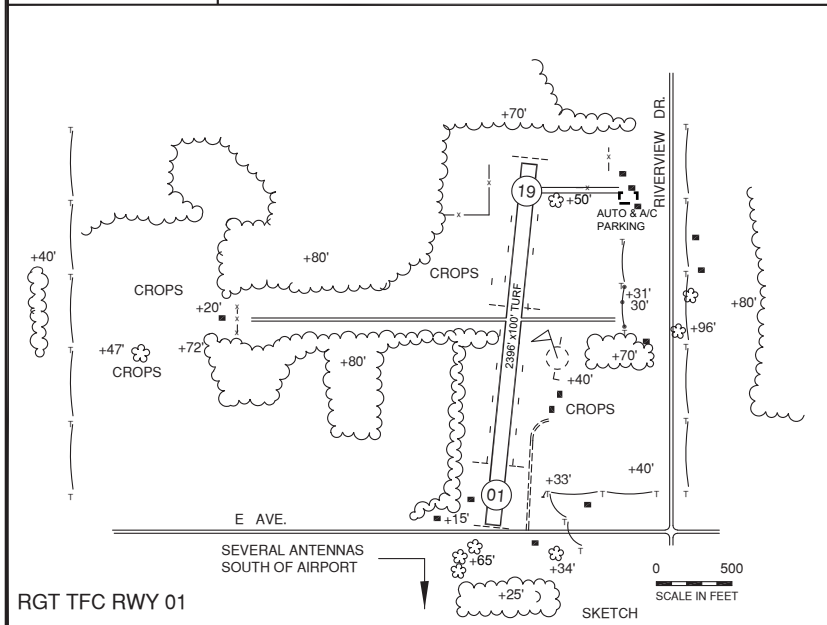 +70'
RIVERVIEW DR.
19
+50'
AUTO & A/C
PARKING
+40'
+80'
CROPS
CROPS
+31'
30'
+80'
+20'
2396' x100' TURF
+96'
+47'
+72'
CROPS
+80'
+70'
+40'
CROPS
+33'
+40'
01
E AVE.
+15'
SEVERAL ANTENNAS
SOUTH OF AIRPORT
+65'
+34'
0 500
SCALE IN FEET
+25'
RGT TFC RWY 01
SKETCH